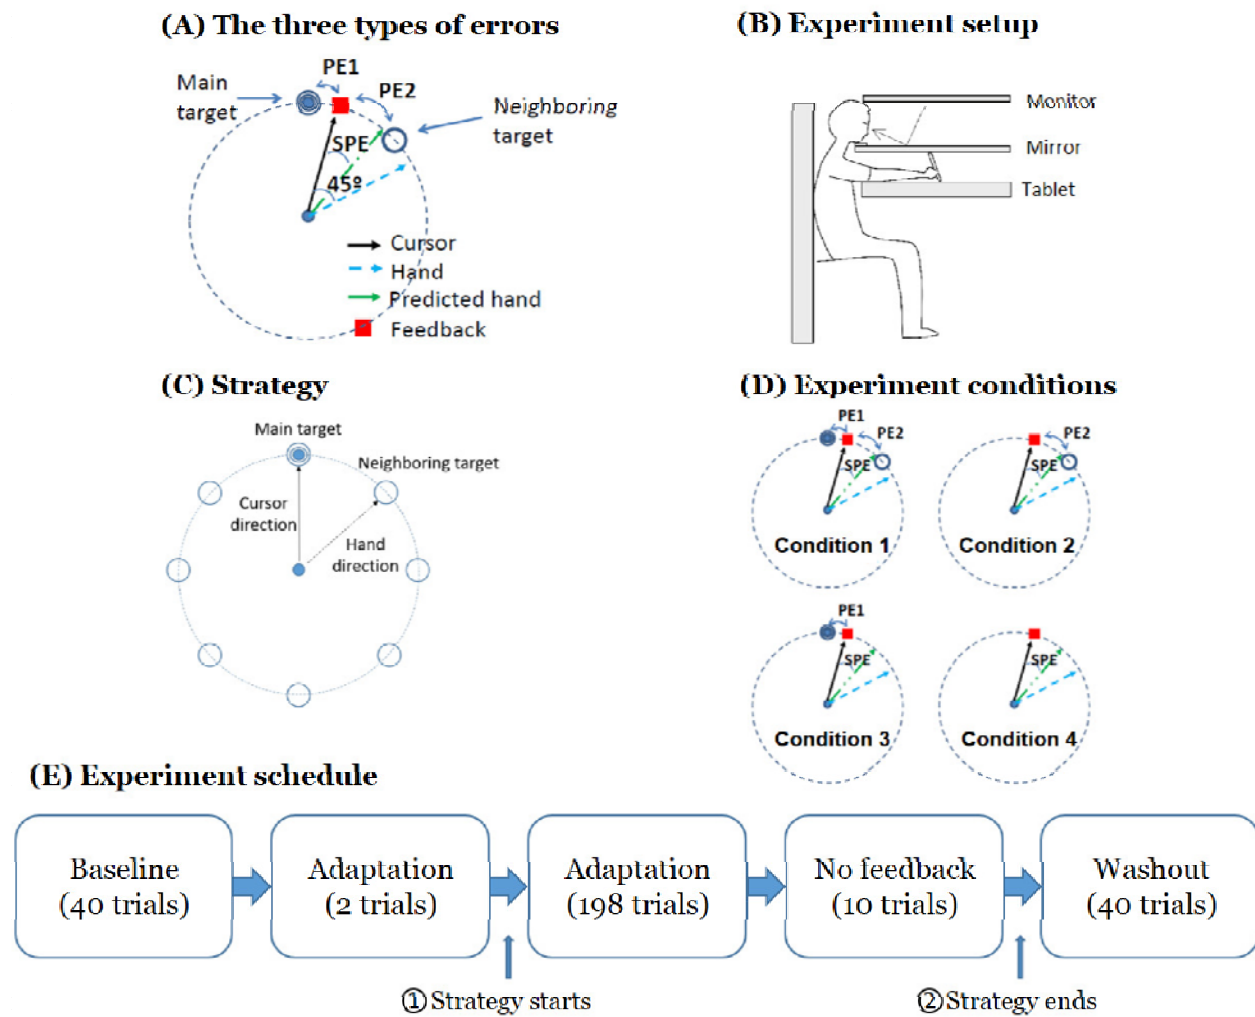 (A) The three types of errors
PE1
PE2
Main
target
Neighboring
target
SPE
45º
Cursor
Hand
Predicted hand
Feedback
(B) Experiment setup
Monitor
Mirror
Tablet
(C) Strategy
Main target
Neighboring target
Cursor
direction
Hand
direction
(D) Experiment conditions
PE1
PE2
SPE
Condition 1
PE2
SPE
Condition 2
PE1
SPE
Condition 3
SPE
Condition 4
(E) Experiment schedule
Baseline
(40 trials)
Adaptation
(2 trials)
Adaptation
(198 trials)
No feedback
(10 trials)
Washout
(40 trials)
①Strategy starts
②Strategy ends